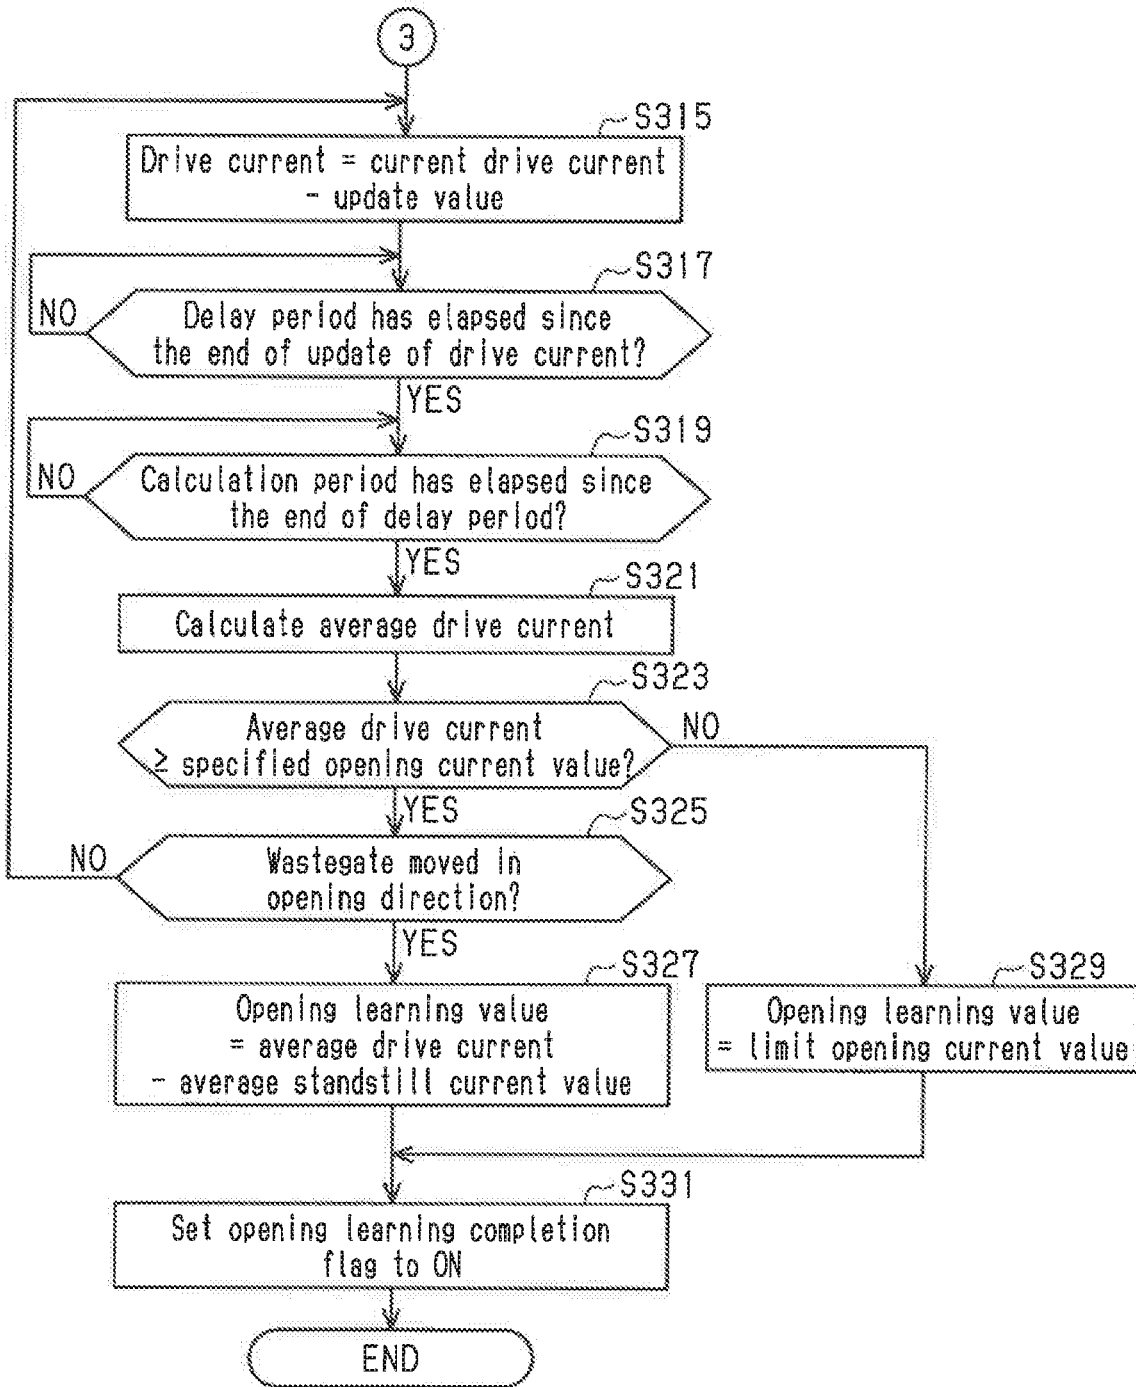 3
S315
Drive current = current drive current
- update value
S317
NO
Delay period has elapsed since
the end of update of drive current?
YES
S319
NO
Calculation period has elapsed since
the end of delay period?
YES
S321
Calculate average drive current
S323
Average drive current
≥ specified opening current value?
NO
YES
S325
NO
Wastegate moved in
opening direction?
YES
S327
Opening learning value
= average drive current
- average standstill current value
S329
Opening learning value
= limit opening current value
S331
Set opening learning completion
flag to ON
END